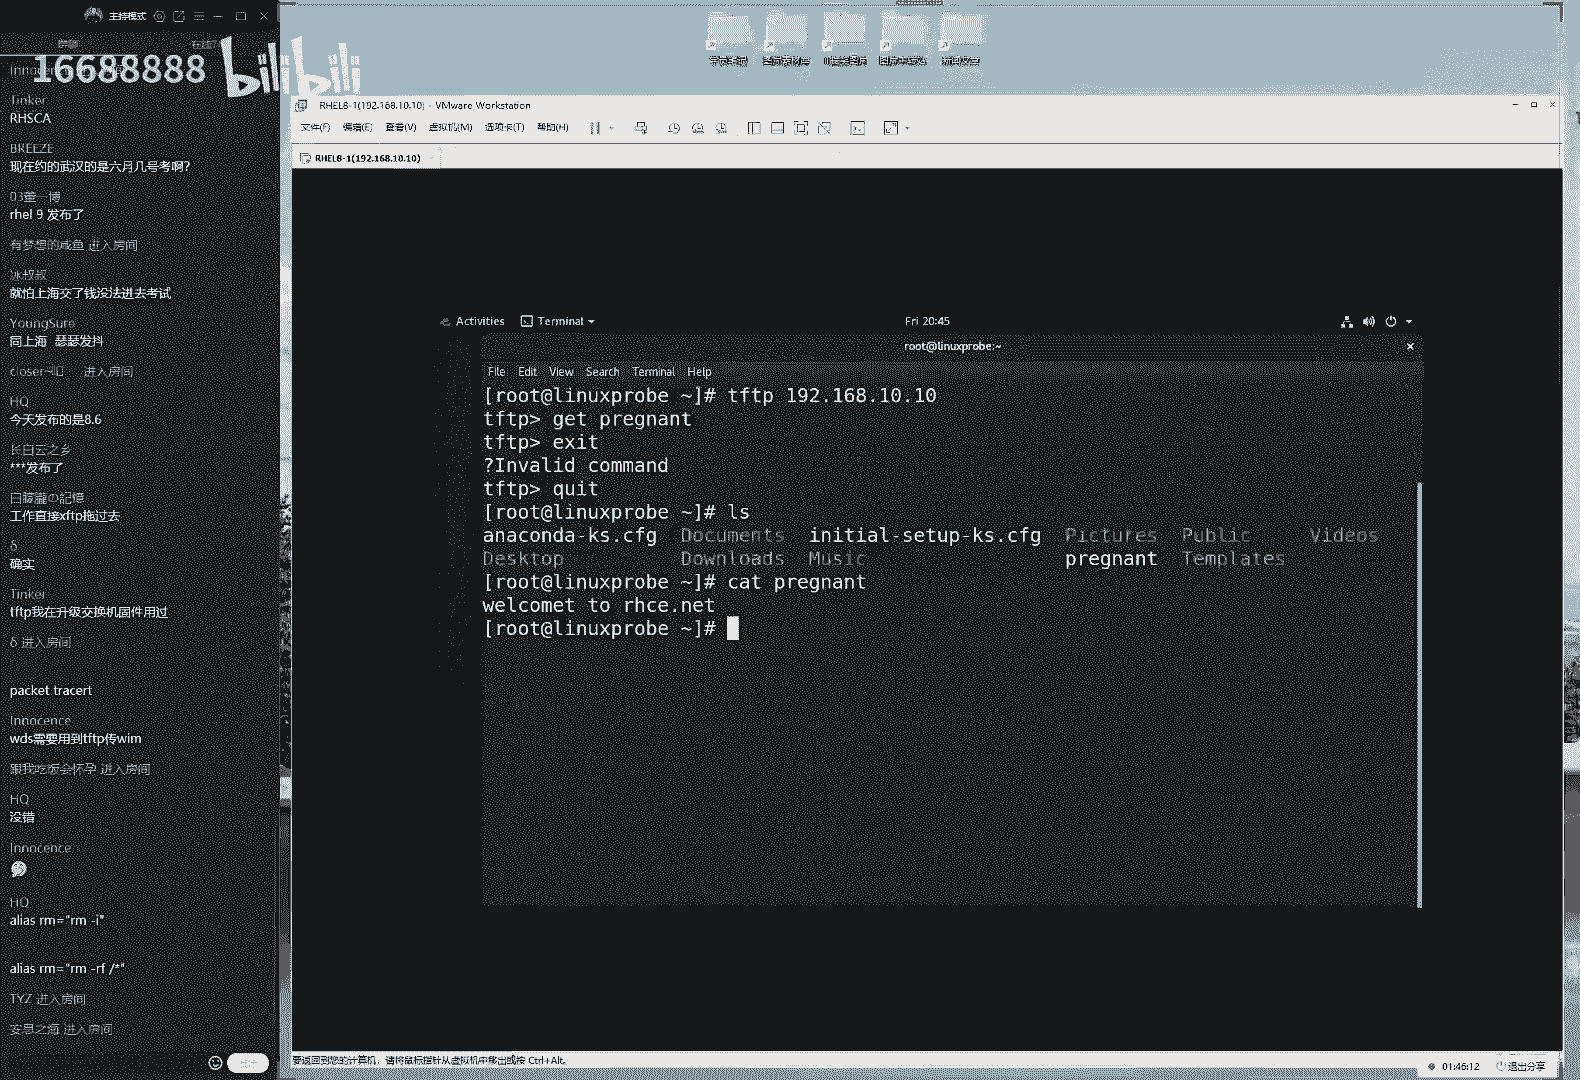 主持模式
16688888
bilibili
Tinker
RHSCA
BREEZE
现在约的武汉的是六月几号考啊?
03董一博
rhel 9 发布了
有梦想的咸鱼 进入房间
冰叔叔
就怕上海交了钱没法进去考试
YoungSure
同上海 瑟瑟发抖
进入房间
HQ
今天发布的是8.6
长白云之乡
***发布了
白朦朧の記憶
工作直接xftp拖过去
δ
确实
Tinker
tftp我在升级交换机固件用过
δ 进入房间
packet tracert
Innocence
wds需要用到tftp传wim
跟我吃饭会怀孕 进入房间
HQ
没错
Innocence
HQ
alias rm="rm -i"
alias rm="rm -rf /*"
TYZ 进入房间
安思之海 进入房间
RHEL8-1(192.168.10.10) - VMware Workstation
文件(F) 编辑(E) 查看(V) 虚拟机(M) 选项卡(T) 帮助(H)
RHEL8-1(192.168.10.10)
Activities Terminal Fri 20:45
root@linuxprobe:~
File Edit View Search Terminal Help
[root@linuxprobe ~]# tftp 192.168.10.10
tftp> get pregnant
tftp> exit
?Invalid command
tftp> quit
[root@linuxprobe ~]# ls
anaconda-ks.cfg Documents initial-setup-ks.cfg Pictures Public Videos
Desktop Downloads Music pregnant Templates
[root@linuxprobe ~]# cat pregnant
welcomet to rhce.net
[root@linuxprobe ~]#
要返回到您的计算机，请将鼠标指针从虚拟机中移出或按 Ctrl+Alt。
01:46:12 退出分享